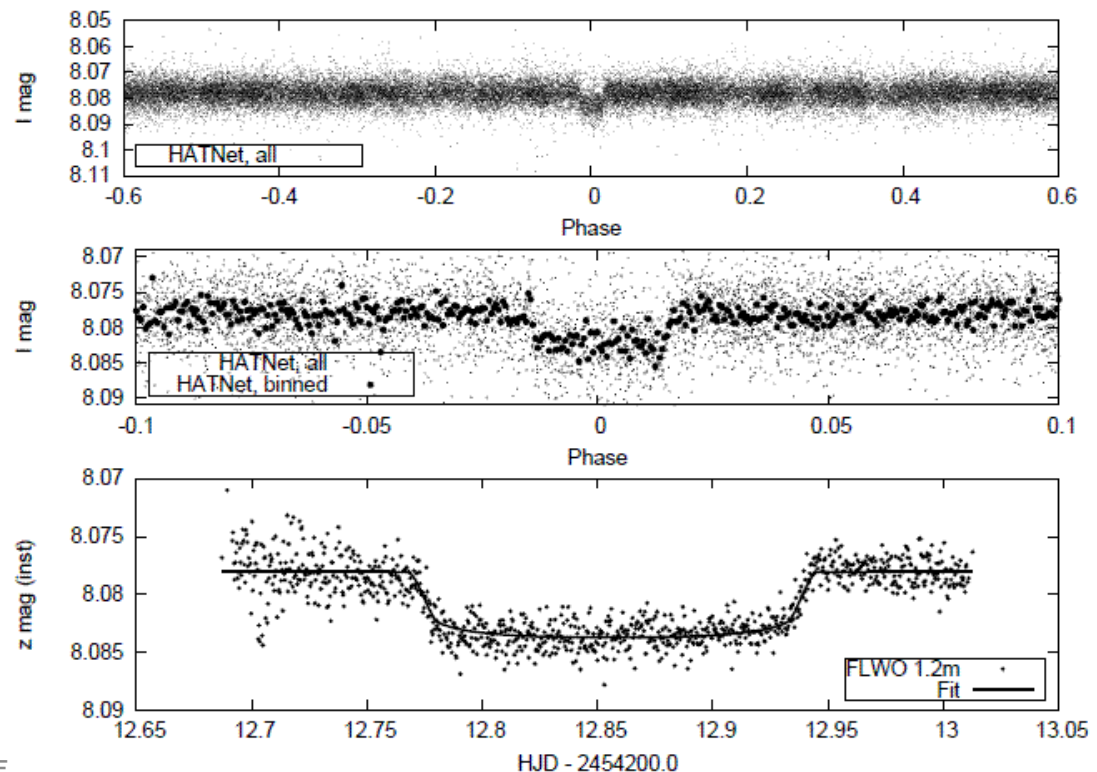 8.05
8.06
8.07
8.08
8.09
8.1
8.11
I mag
HATNet, all
-0.6 -0.4 -0.2 0 0.2 0.4 0.6
Phase
8.07
8.075
8.08
8.085
8.09
I mag
HATNet, all
HATNet, binned
-0.1 -0.05 0 0.05 0.1
Phase
8.07
8.075
8.08
8.085
8.09
z mag (inst)
FLWO 1.2m
Fit
12.65 12.7 12.75 12.8 12.85 12.9 12.95 13 13.05
HJD - 2454200.0